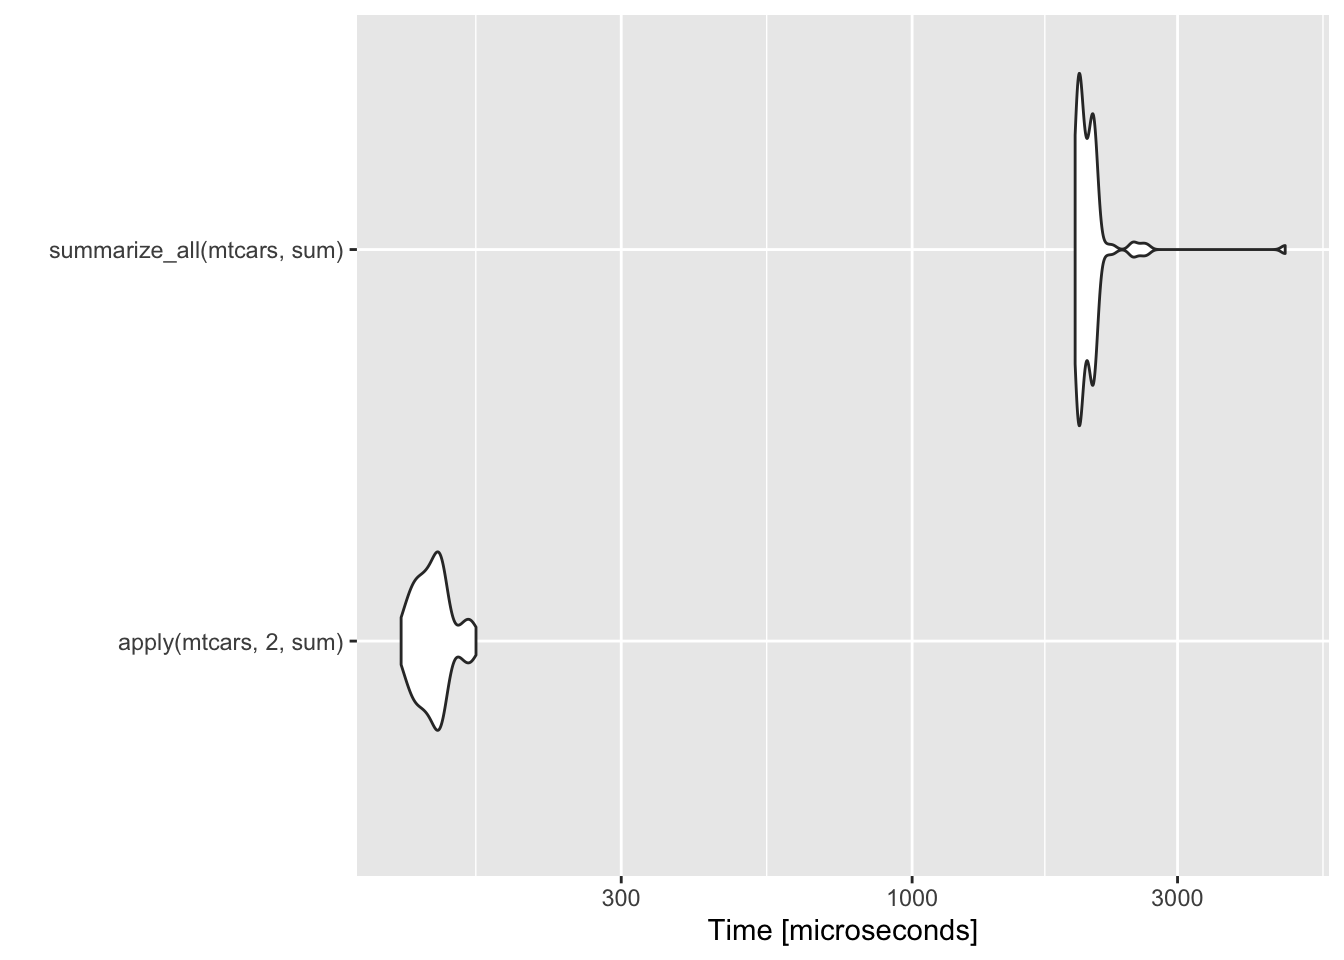 summarize_all(mtcars, sum)
apply(mtcars, 2, sum)
300 1000 3000
Time [microseconds]